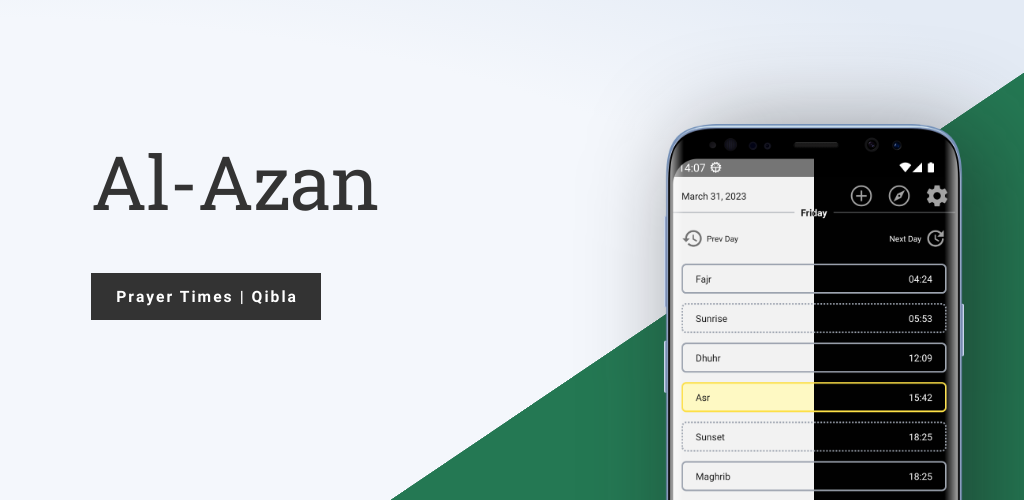 Al-Azan
Prayer Times | Qibla
14:07
March 31, 2023
Friday
Prev Day
Next Day
Fajr 04:24
Sunrise 05:53
Dhuhr 12:09
Asr 15:42
Sunset 18:25
Maghrib 18:25